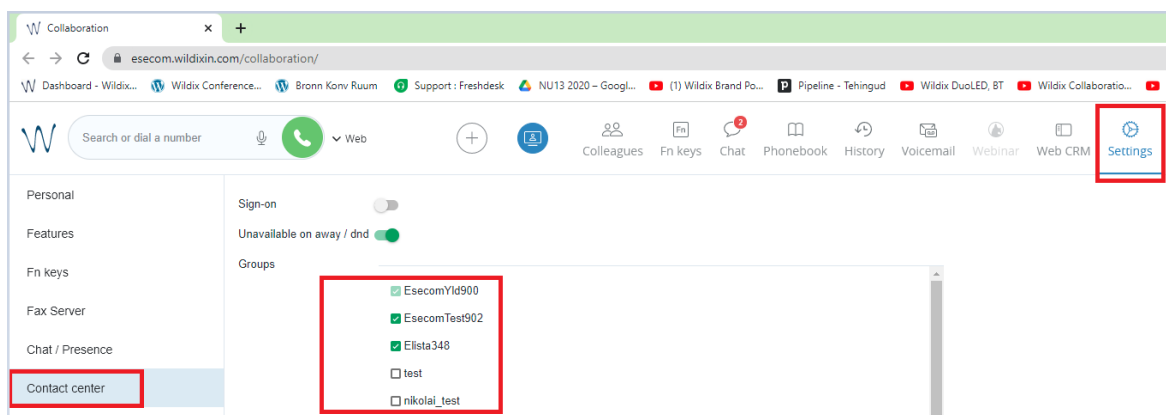 Collaboration
esecom.wildixin.com/collaboration/
Dashboard - Wildix... Wildix Conference... Bronn Konv Ruum Support : Freshdesk NU13 2020 – Googl... (1) Wildix Brand Po... Pipeline - Tehingud Wildix DuoLED, BT Wildix Collaboratio...
Search or dial a number Web Colleagues Fn Fn keys 2 Chat Phonebook History Voicemail Webinar Web CRM Settings
Personal
Sign-on
Features
Unavailable on away / dnd
Groups
Fn keys
EsecomYld900
Fax Server
EsecomTest902
Chat / Presence
Elista348
test
Contact center
nikolai_test